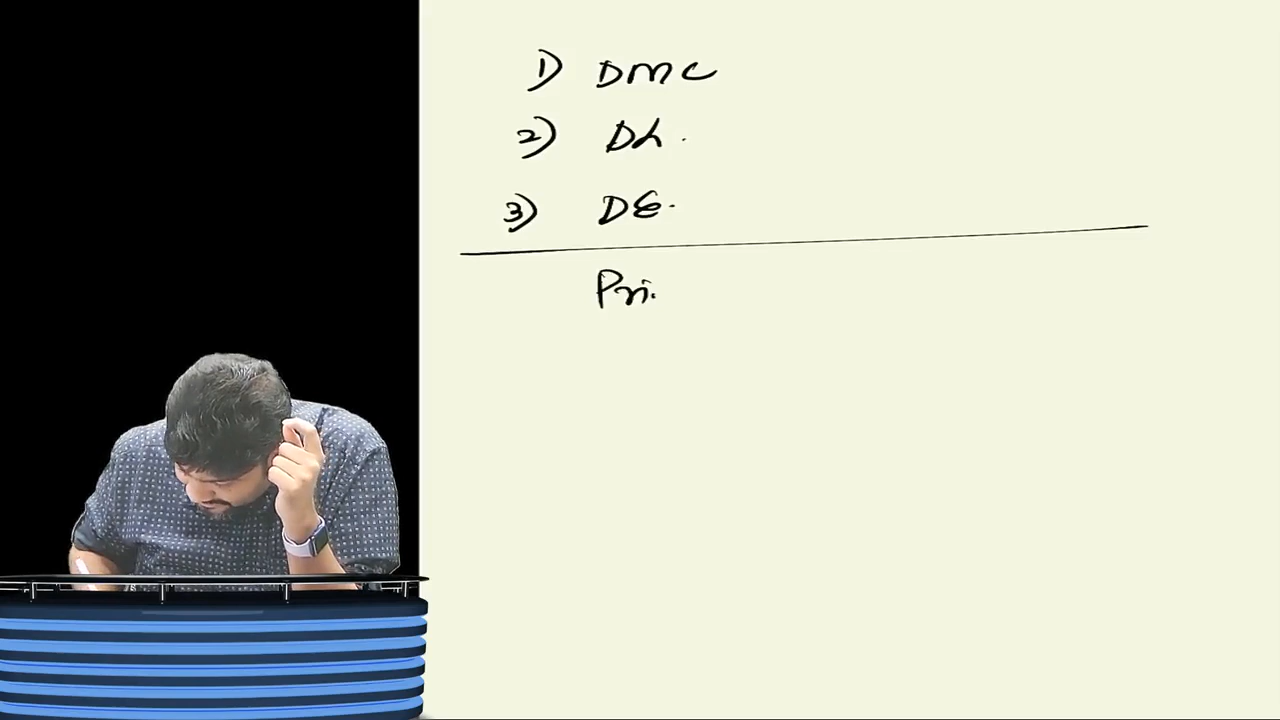 1) DMC
2) DL.
3) DE.
Pri.